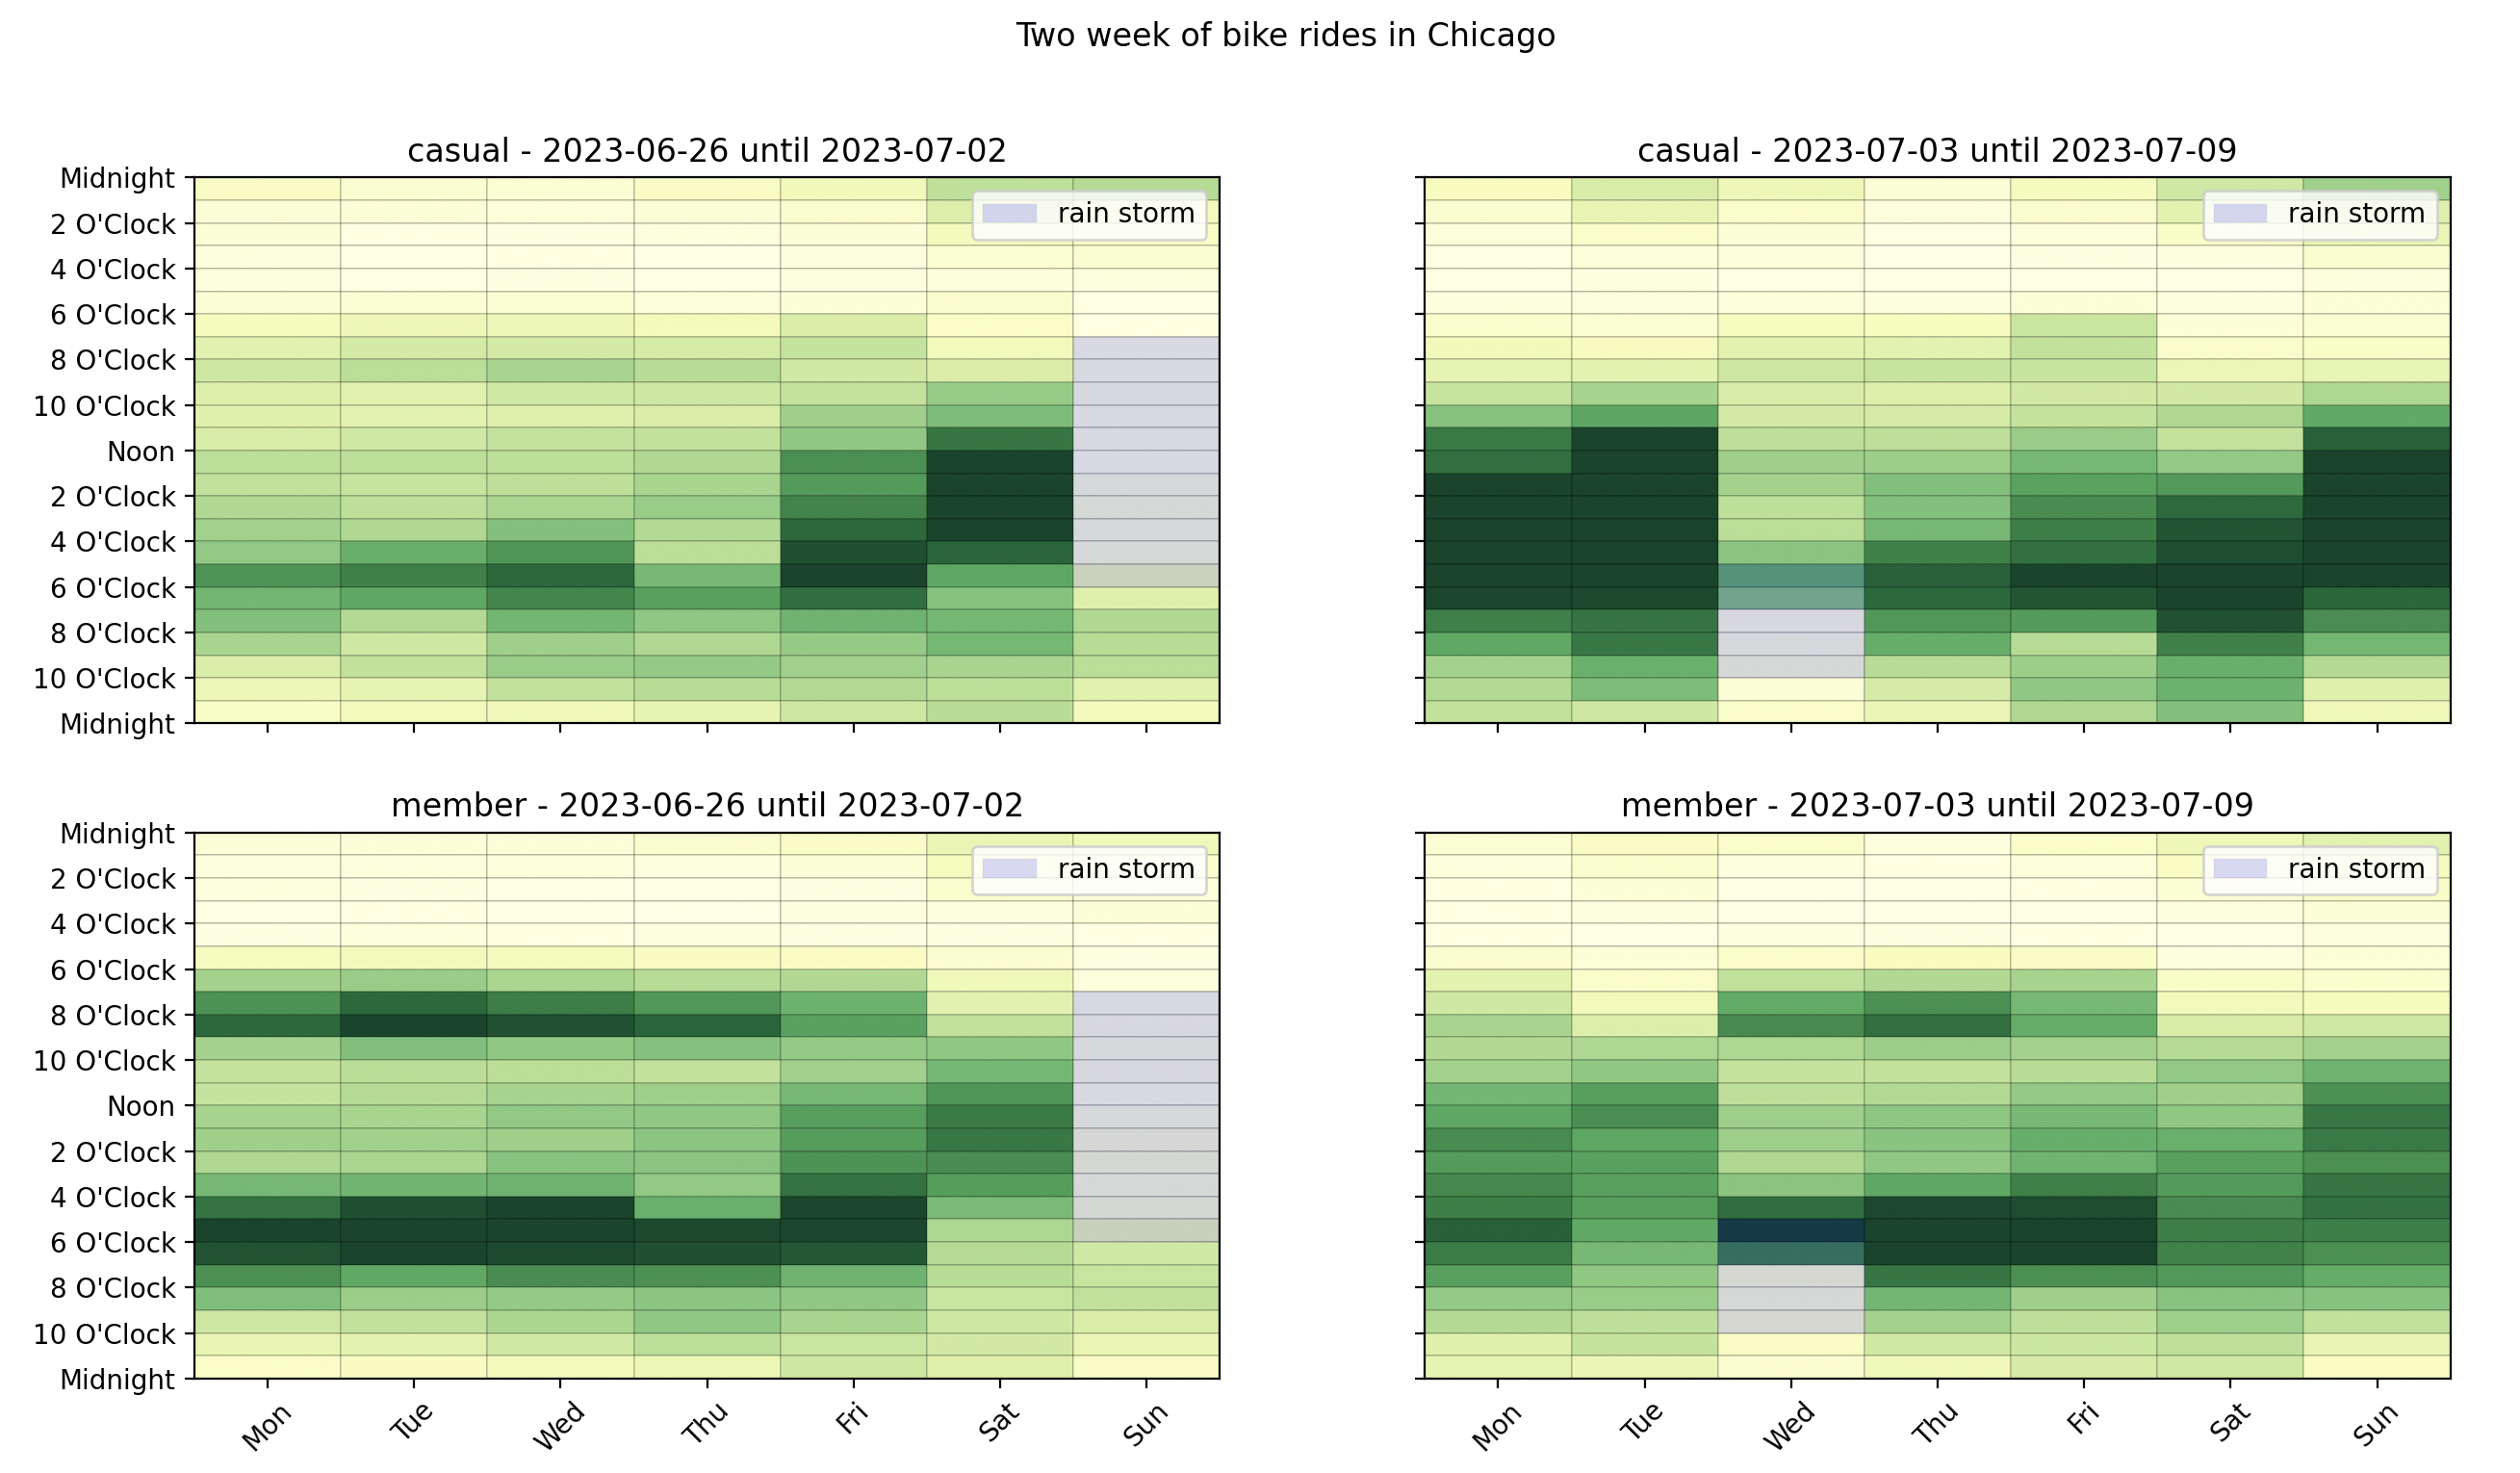 Two week of bike rides in Chicago
casual - 2023-06-26 until 2023-07-02
Midnight
2 O'Clock
4 O'Clock
6 O'Clock
8 O'Clock
10 O'Clock
Noon
2 O'Clock
4 O'Clock
6 O'Clock
8 O'Clock
10 O'Clock
Midnight
rain storm
casual - 2023-07-03 until 2023-07-09
rain storm
member - 2023-06-26 until 2023-07-02
Midnight
2 O'Clock
4 O'Clock
6 O'Clock
8 O'Clock
10 O'Clock
Noon
2 O'Clock
4 O'Clock
6 O'Clock
8 O'Clock
10 O'Clock
Midnight
rain storm
Mon
Tue
Wed
Thu
Fri
Sat
Sun
member - 2023-07-03 until 2023-07-09
rain storm
Mon
Tue
Wed
Thu
Fri
Sat
Sun